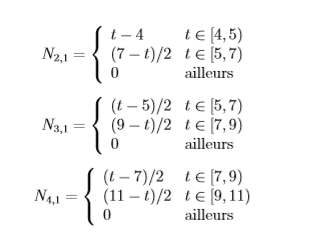 N_{2,1} = { t − 4    t ∈ [4, 5)
(7 − t)/2    t ∈ [5, 7)
0    ailleurs
N_{3,1} = { (t − 5)/2    t ∈ [5, 7)
(9 − t)/2    t ∈ [7, 9)
0    ailleurs
N_{4,1} = { (t − 7)/2    t ∈ [7, 9)
(11 − t)/2    t ∈ [9, 11)
0    ailleurs